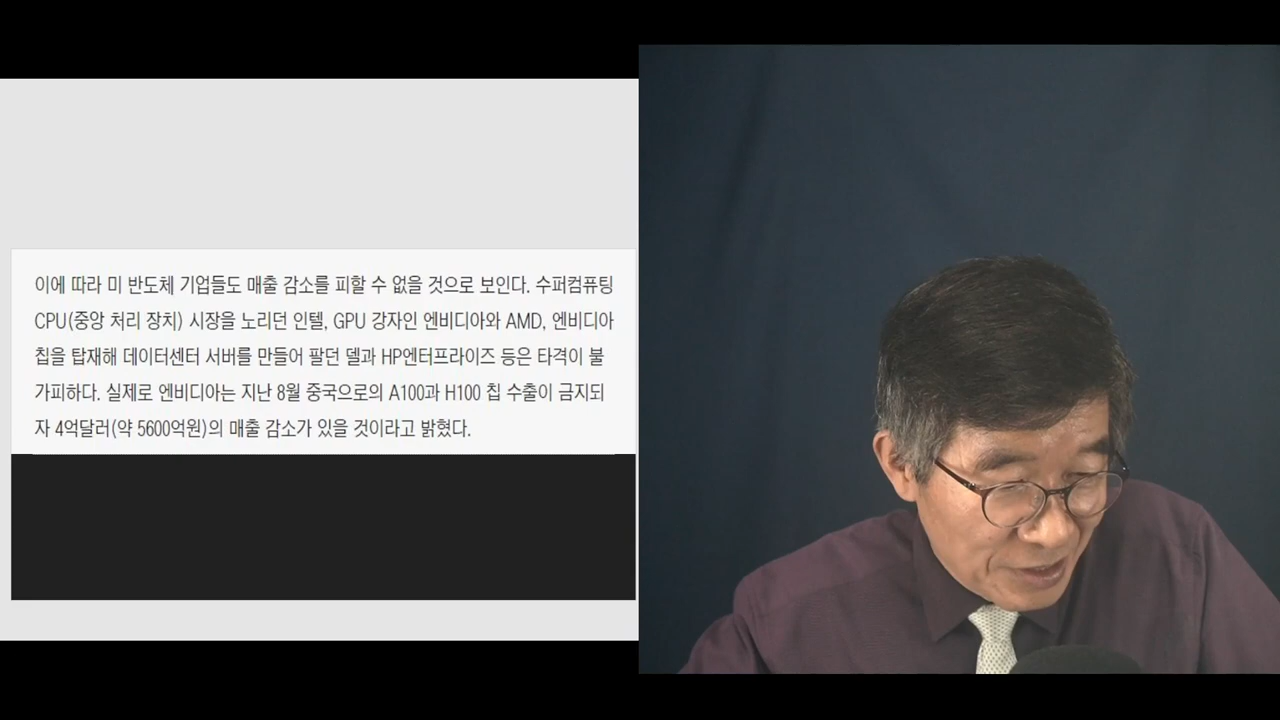 이에 따라 미 반도체 기업들도 매출 감소를 피할 수 없을 것으로 보인다. 수퍼컴퓨팅
CPU(중앙 처리 장치) 시장을 노리던 인텔, GPU 강자인 엔비디아와 AMD, 엔비디아
칩을 탑재해 데이터센터 서버를 만들어 팔던 델과 HP엔터프라이즈 등은 타격이 불
가피하다. 실제로 엔비디아는 지난 8월 중국으로의 A100과 H100 칩 수출이 금지되
자 4억달러(약 5600억원)의 매출 감소가 있을 것이라고 밝혔다.